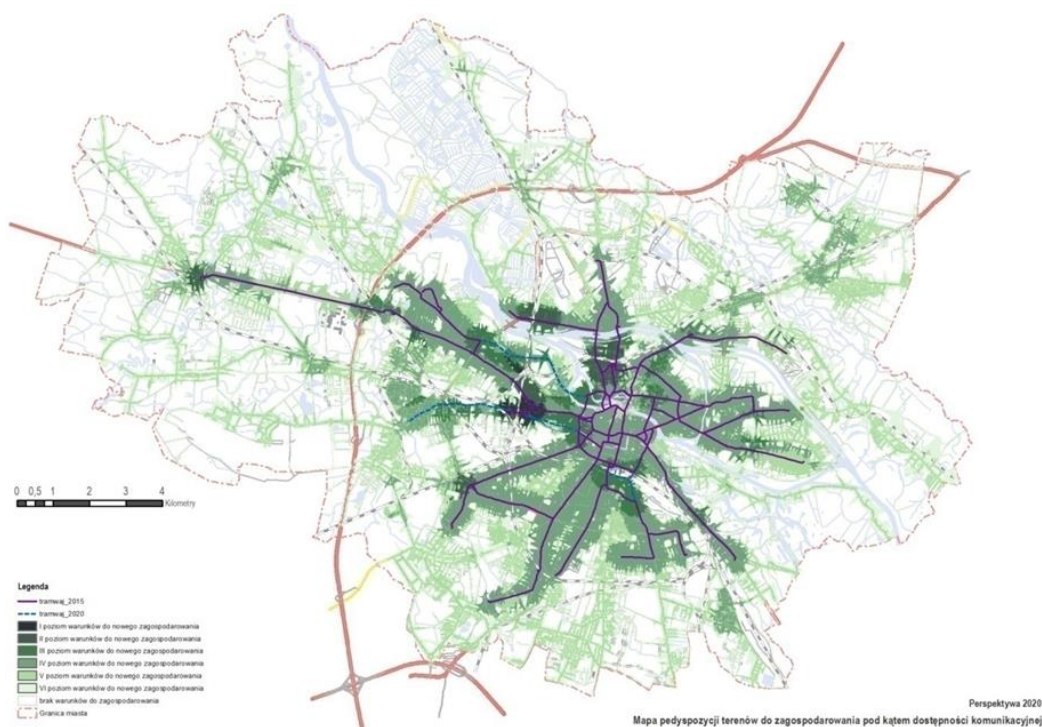 0 0,5 1 2 3 4
Kilometry
Legenda
tramwaj_2015
tramwaj_2020
I poziom warunków do nowego zagospodarowania
II poziom warunków do nowego zagospodarowania
III poziom warunków do nowego zagospodarowania
IV poziom warunków do nowego zagospodarowania
V poziom warunków do nowego zagospodarowania
VI poziom warunków do nowego zagospodarowania
brak warunków do zagospodarowania
Granica miasta
Perspektywa 2020
Mapa pedyspozycji terenów do zagospodarowania pod kątem dostępności komunikacyjnej